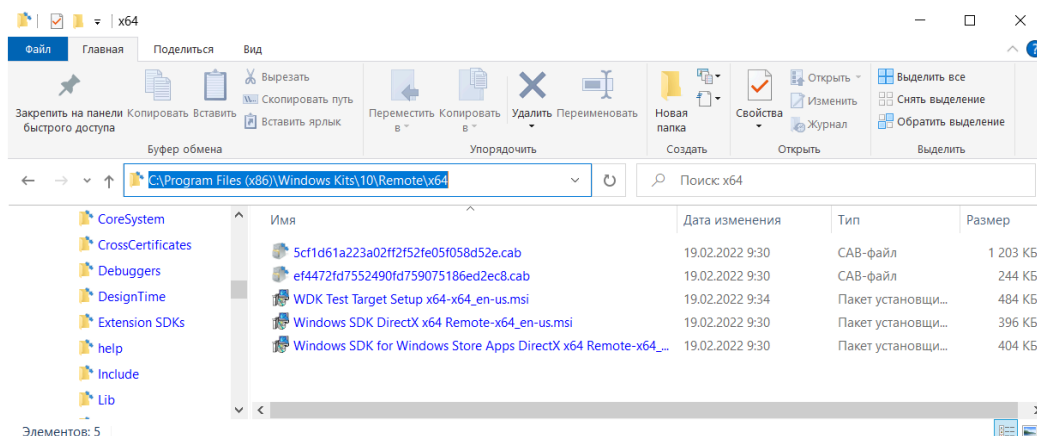 x64
Файл Главная Поделиться Вид
Закрепить на панели быстрого доступа
Копировать
Вставить
Вырезать
Скопировать путь
Вставить ярлык
Буфер обмена
Переместить в
Копировать в
Удалить
Переименовать
Упорядочить
Новая папка
Создать
Свойства
Открыть
Изменить
Журнал
Открыть
Выделить все
Снять выделение
Обратить выделение
Выделить
C:\Program Files (x86)\Windows Kits\10\Remote\x64
Поиск: x64
CoreSystem
CrossCertificates
Debuggers
DesignTime
Extension SDKs
help
Include
Lib
Имя Дата изменения Тип Размер
5cf1d61a223a02ff2f52fe05f058d52e.cab 19.02.2022 9:30 CAB-файл 1 203 КБ
ef4472fd7552490fd759075186ed2ec8.cab 19.02.2022 9:30 CAB-файл 244 КБ
WDK Test Target Setup x64-x64_en-us.msi 19.02.2022 9:34 Пакет установщи... 484 КБ
Windows SDK DirectX x64 Remote-x64_en-us.msi 19.02.2022 9:30 Пакет установщи... 396 КБ
Windows SDK for Windows Store Apps DirectX x64 Remote-x64_... 19.02.2022 9:30 Пакет установщи... 404 КБ
Элементов: 5